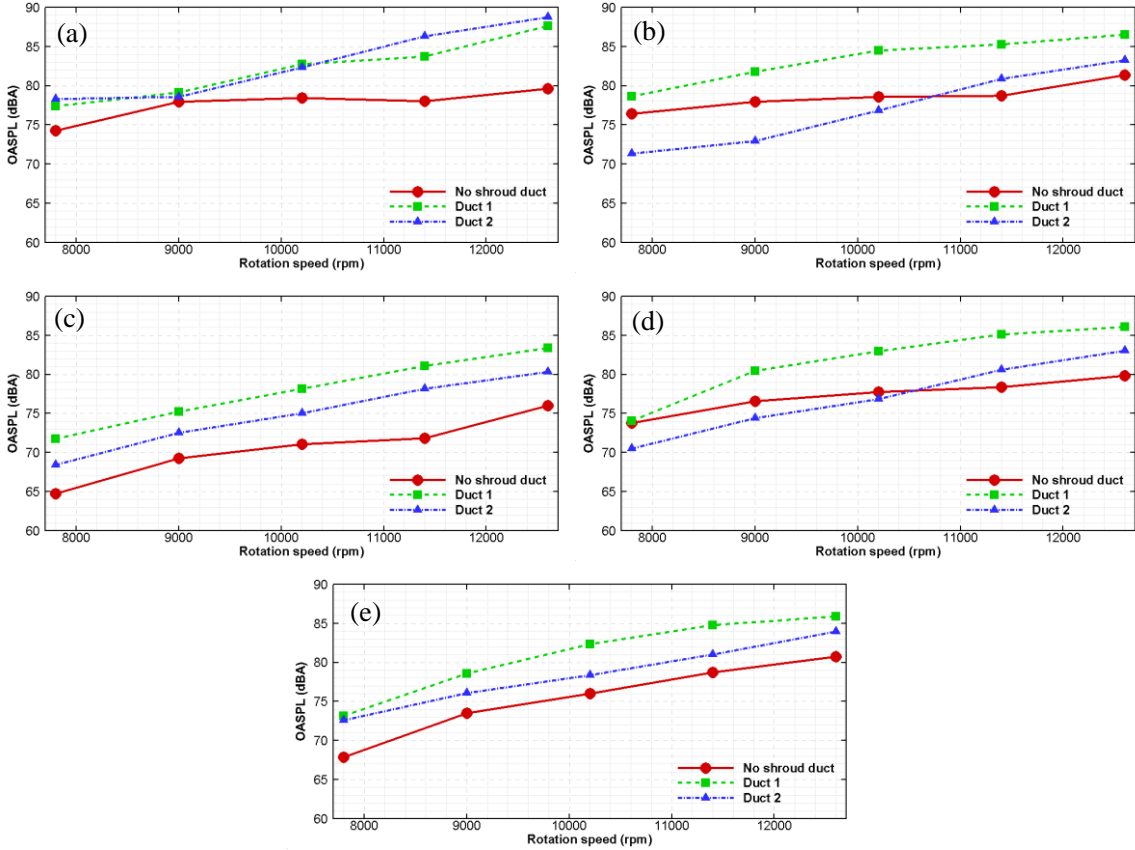 (a)
OASPL (dBA)
90
85
80
75
70
65
60
No shroud duct
Duct 1
Duct 2
8000 9000 10000 11000 12000
Rotation speed (rpm)
(b)
OASPL (dBA)
90
85
80
75
70
65
60
No shroud duct
Duct 1
Duct 2
8000 9000 10000 11000 12000
Rotation speed (rpm)
(c)
OASPL (dBA)
90
85
80
75
70
65
60
No shroud duct
Duct 1
Duct 2
8000 9000 10000 11000 12000
Rotation speed (rpm)
(d)
OASPL (dBA)
90
85
80
75
70
65
60
No shroud duct
Duct 1
Duct 2
8000 9000 10000 11000 12000
Rotation speed (rpm)
(e)
OASPL (dBA)
90
85
80
75
70
65
60
No shroud duct
Duct 1
Duct 2
8000 9000 10000 11000 12000
Rotation speed (rpm)